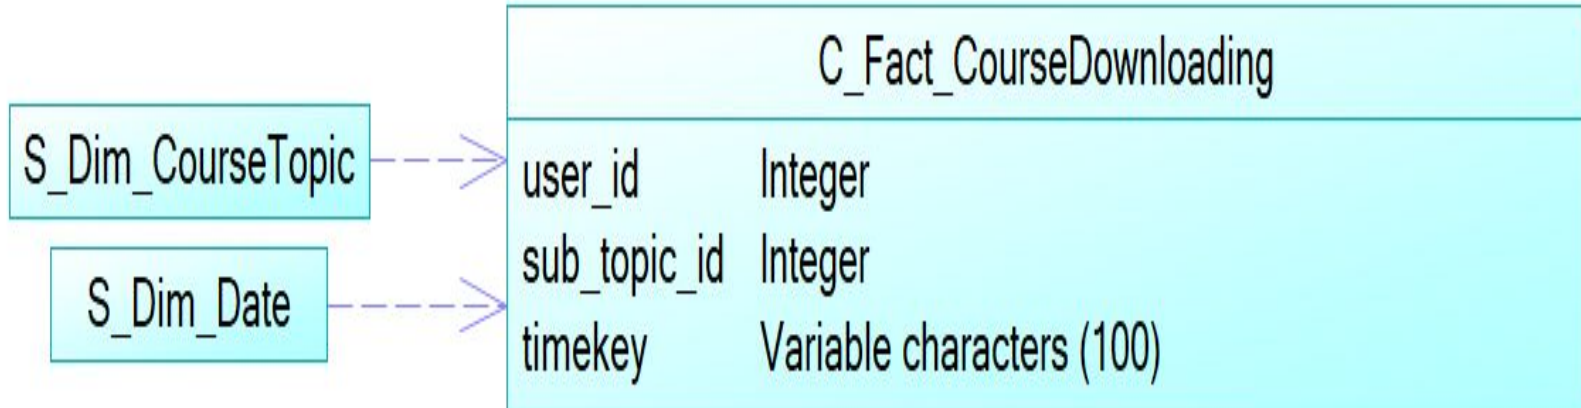 C_Fact_CourseDownloading
S_Dim_CourseTopic
user_id Integer
sub_topic_id Integer
S_Dim_Date
timekey Variable characters (100)